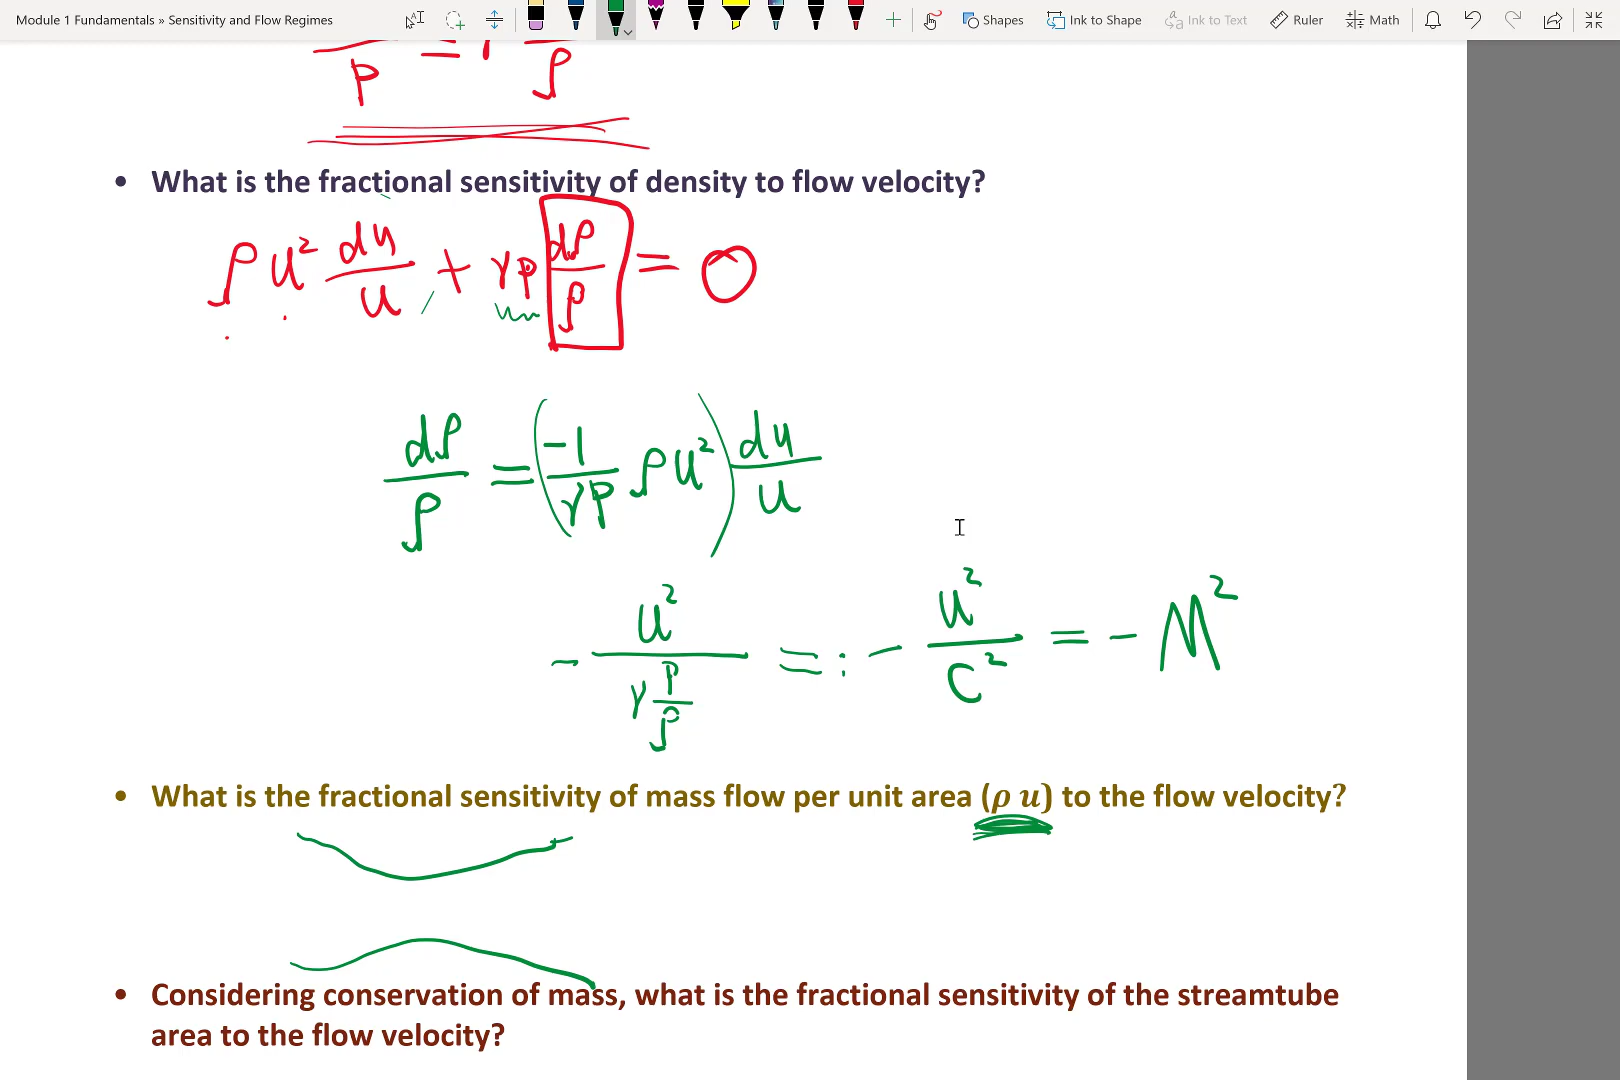 Module 1 Fundamentals » Sensitivity and Flow Regimes
Shapes
Ink to Shape
Ink to Text
Ruler
Math
p = γ ρ
• What is the fractional sensitivity of density to flow velocity?
ρ u² du/u + γp dρ/ρ = 0
dρ/ρ = (-1/γp ρ u²) du/u
- u²/(γ p/ρ) =: - u²/c² = - M²
• What is the fractional sensitivity of mass flow per unit area (ρ u) to the flow velocity?
• Considering conservation of mass, what is the fractional sensitivity of the streamtube
area to the flow velocity?